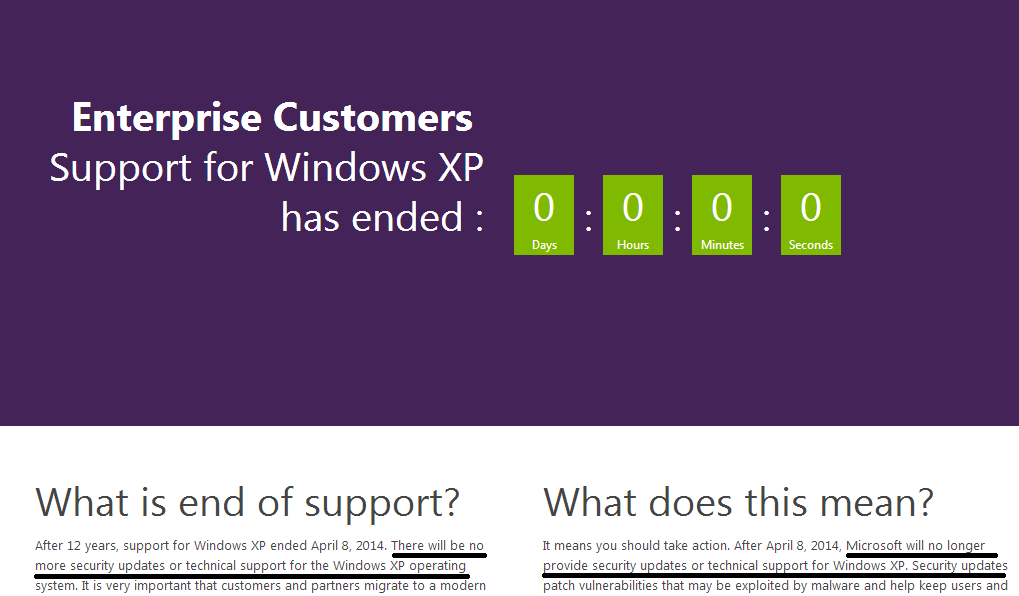 Enterprise Customers
Support for Windows XP
has ended :
0 : 0 : 0 : 0
Days Hours Minutes Seconds
What is end of support?
After 12 years, support for Windows XP ended April 8, 2014. There will be no
more security updates or technical support for the Windows XP operating
system. It is very important that customers and partners migrate to a modern
What does this mean?
It means you should take action. After April 8, 2014, Microsoft will no longer
provide security updates or technical support for Windows XP. Security updates
patch vulnerabilities that may be exploited by malware and help keep users and